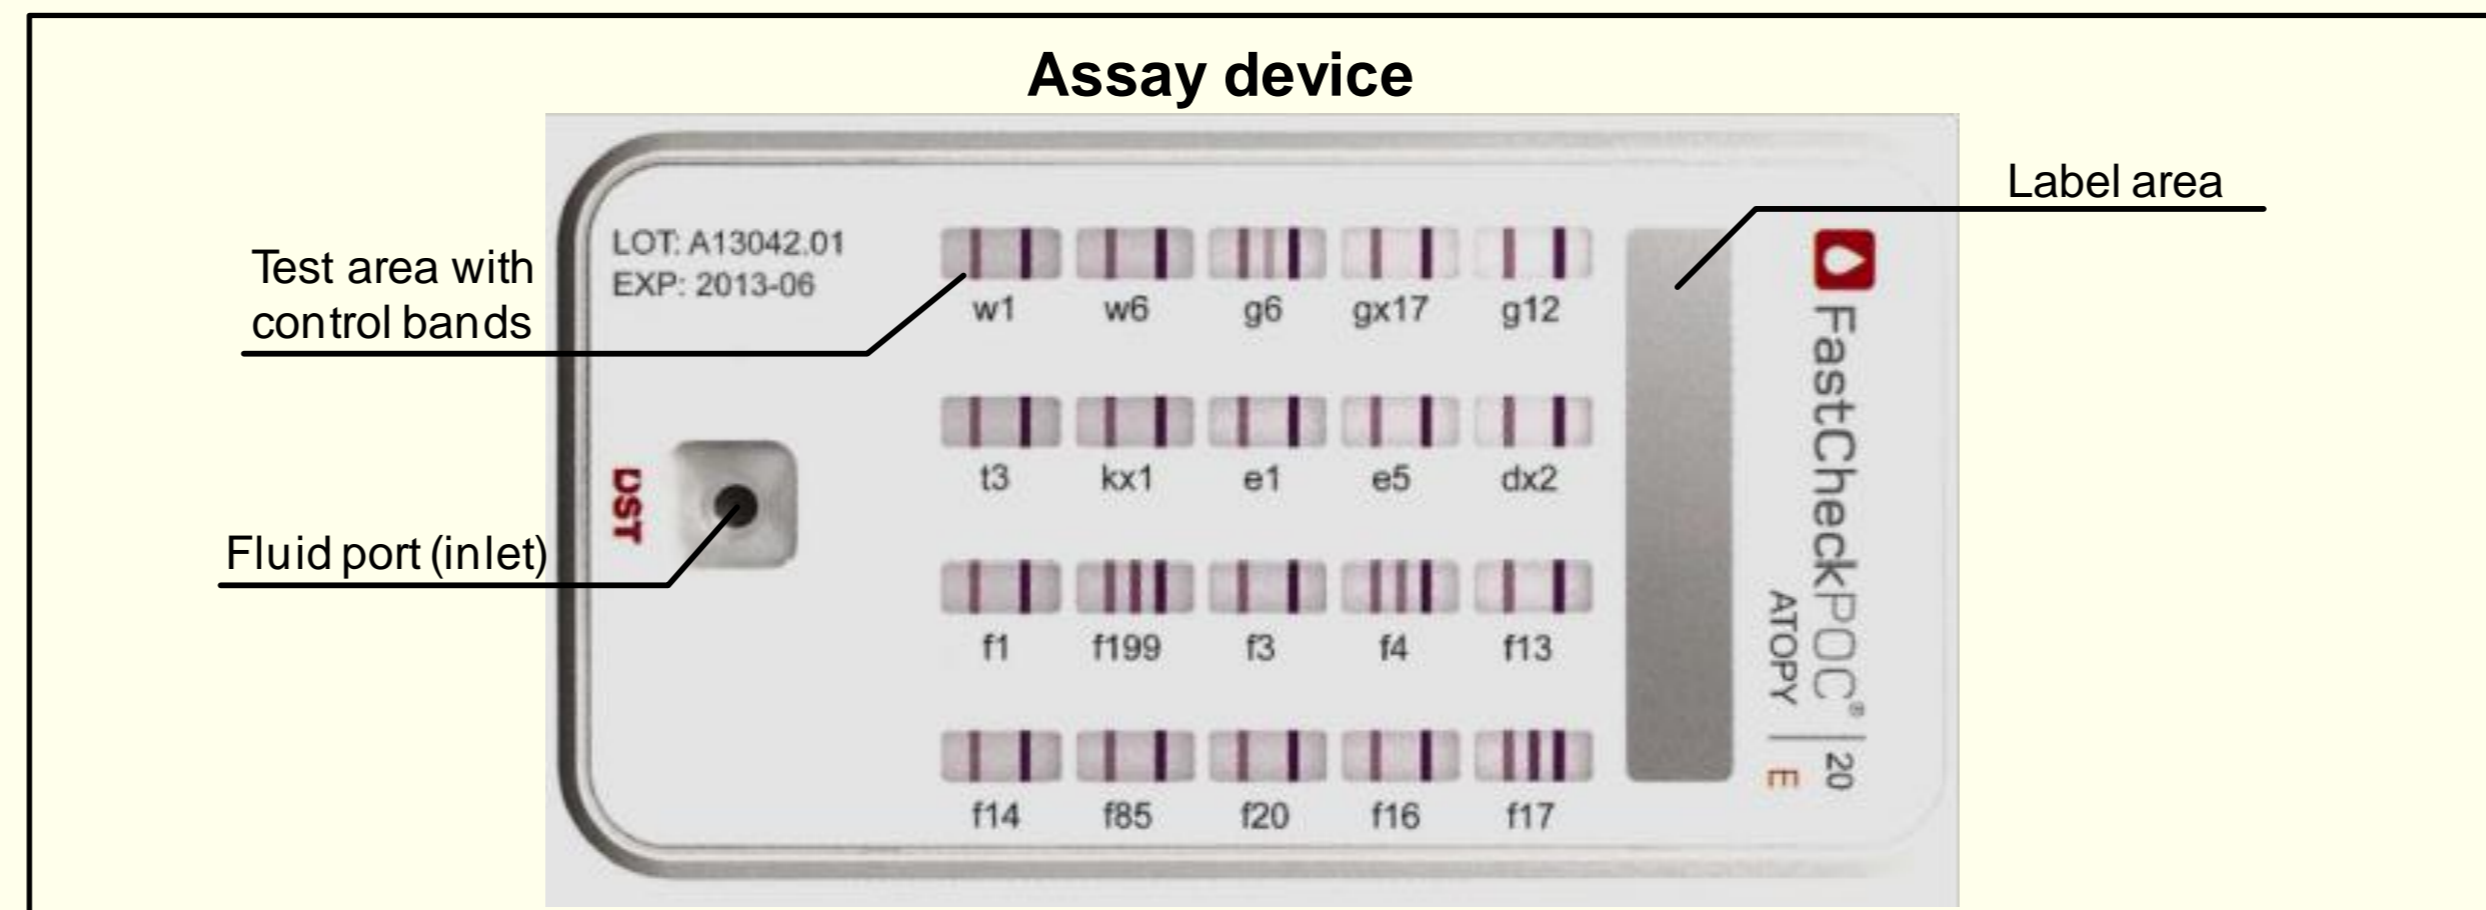 Assay device
Label area
Test area with
control bands
Fluid port (inlet)
LOT: A13042.01
EXP: 2013-06
DST
w1 w6 g6 gx17 g12
t3 kx1 e1 e5 dx2
f1 f199 f3 f4 f13
f14 f85 f20 f16 f17
FastCheckPOC® 20
ATOPY E